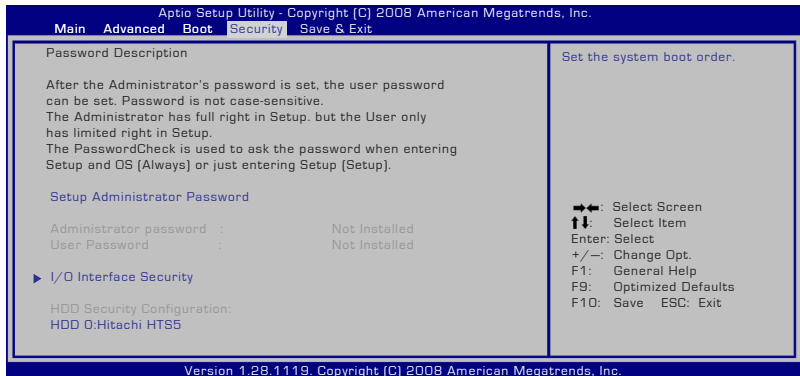 Aptio Setup Utility - Copyright (C) 2008 American Megatrends, Inc.
Main Advanced Boot Security Save & Exit
Password Description
After the Administrator's password is set, the user password
can be set. Password is not case-sensitive.
The Administrator has full right in Setup. but the User only
has limited right in Setup.
The PasswordCheck is used to ask the password when entering
Setup and OS (Always) or just entering Setup (Setup).
Setup Administrator Password
Administrator password : Not Installed
User Password : Not Installed
I/O Interface Security
HDD Security Configuration:
HDD 0:Hitachi HTS5
Set the system boot order.
→←: Select Screen
↑↓: Select Item
Enter: Select
+/—: Change Opt.
F1: General Help
F9: Optimized Defaults
F10: Save ESC: Exit
Version 1.28.1119. Copyright (C) 2008 American Megatrends, Inc.